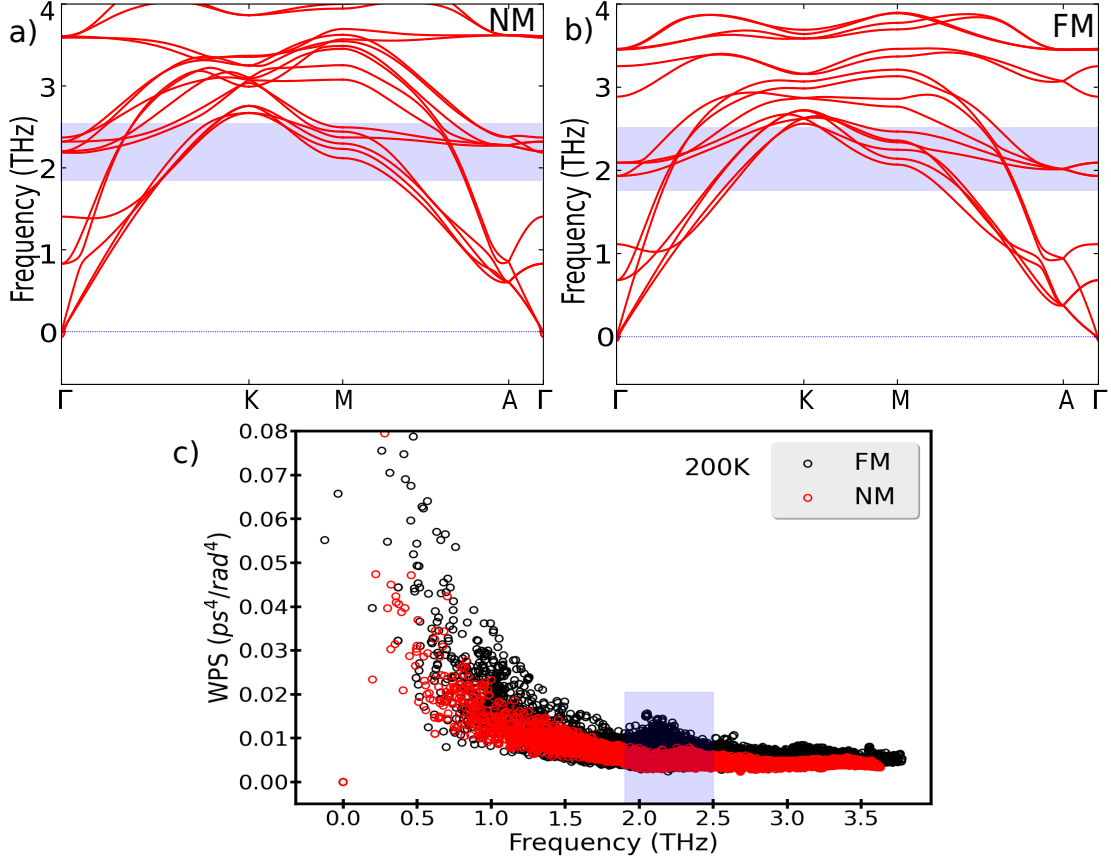 a)
NM
Frequency (THz)
4
3
2
1
0
Γ K M A Γ
b)
FM
Frequency (THz)
4
3
2
1
0
Γ K M A Γ
c)
200K
FM
NM
WPS (ps⁴/rad⁴)
0.08
0.07
0.06
0.05
0.04
0.03
0.02
0.01
0.00
0.0 0.5 1.0 1.5 2.0 2.5 3.0 3.5
Frequency (THz)